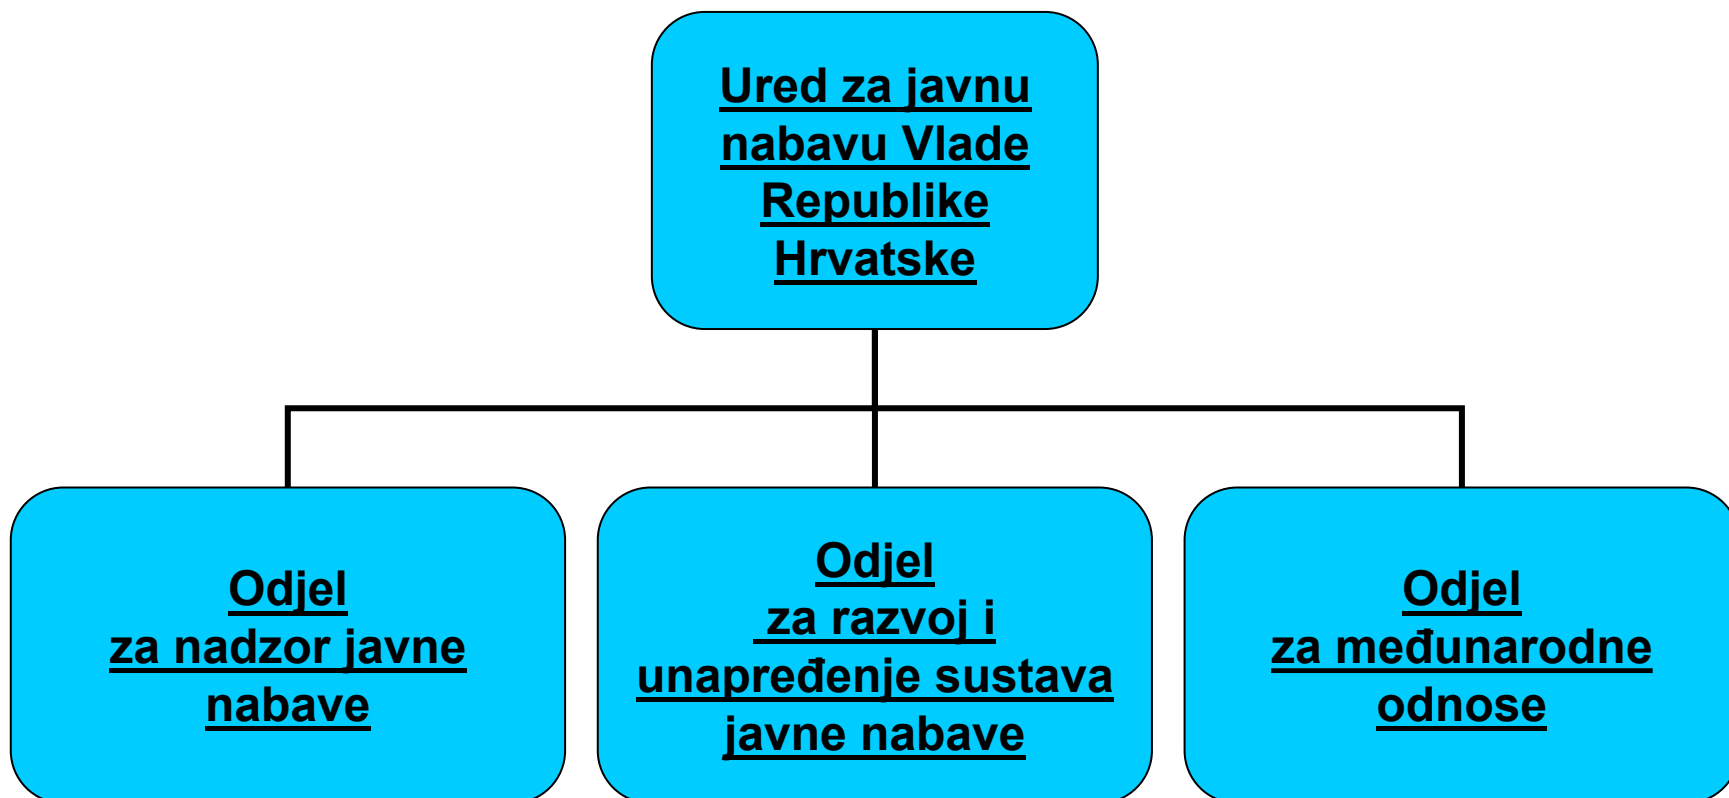 Ured za javnu
nabavu Vlade
Republike
Hrvatske
Odjel
za nadzor javne
nabave
Odjel
za razvoj i
unapređenje sustava
javne nabave
Odjel
za međunarodne
odnose